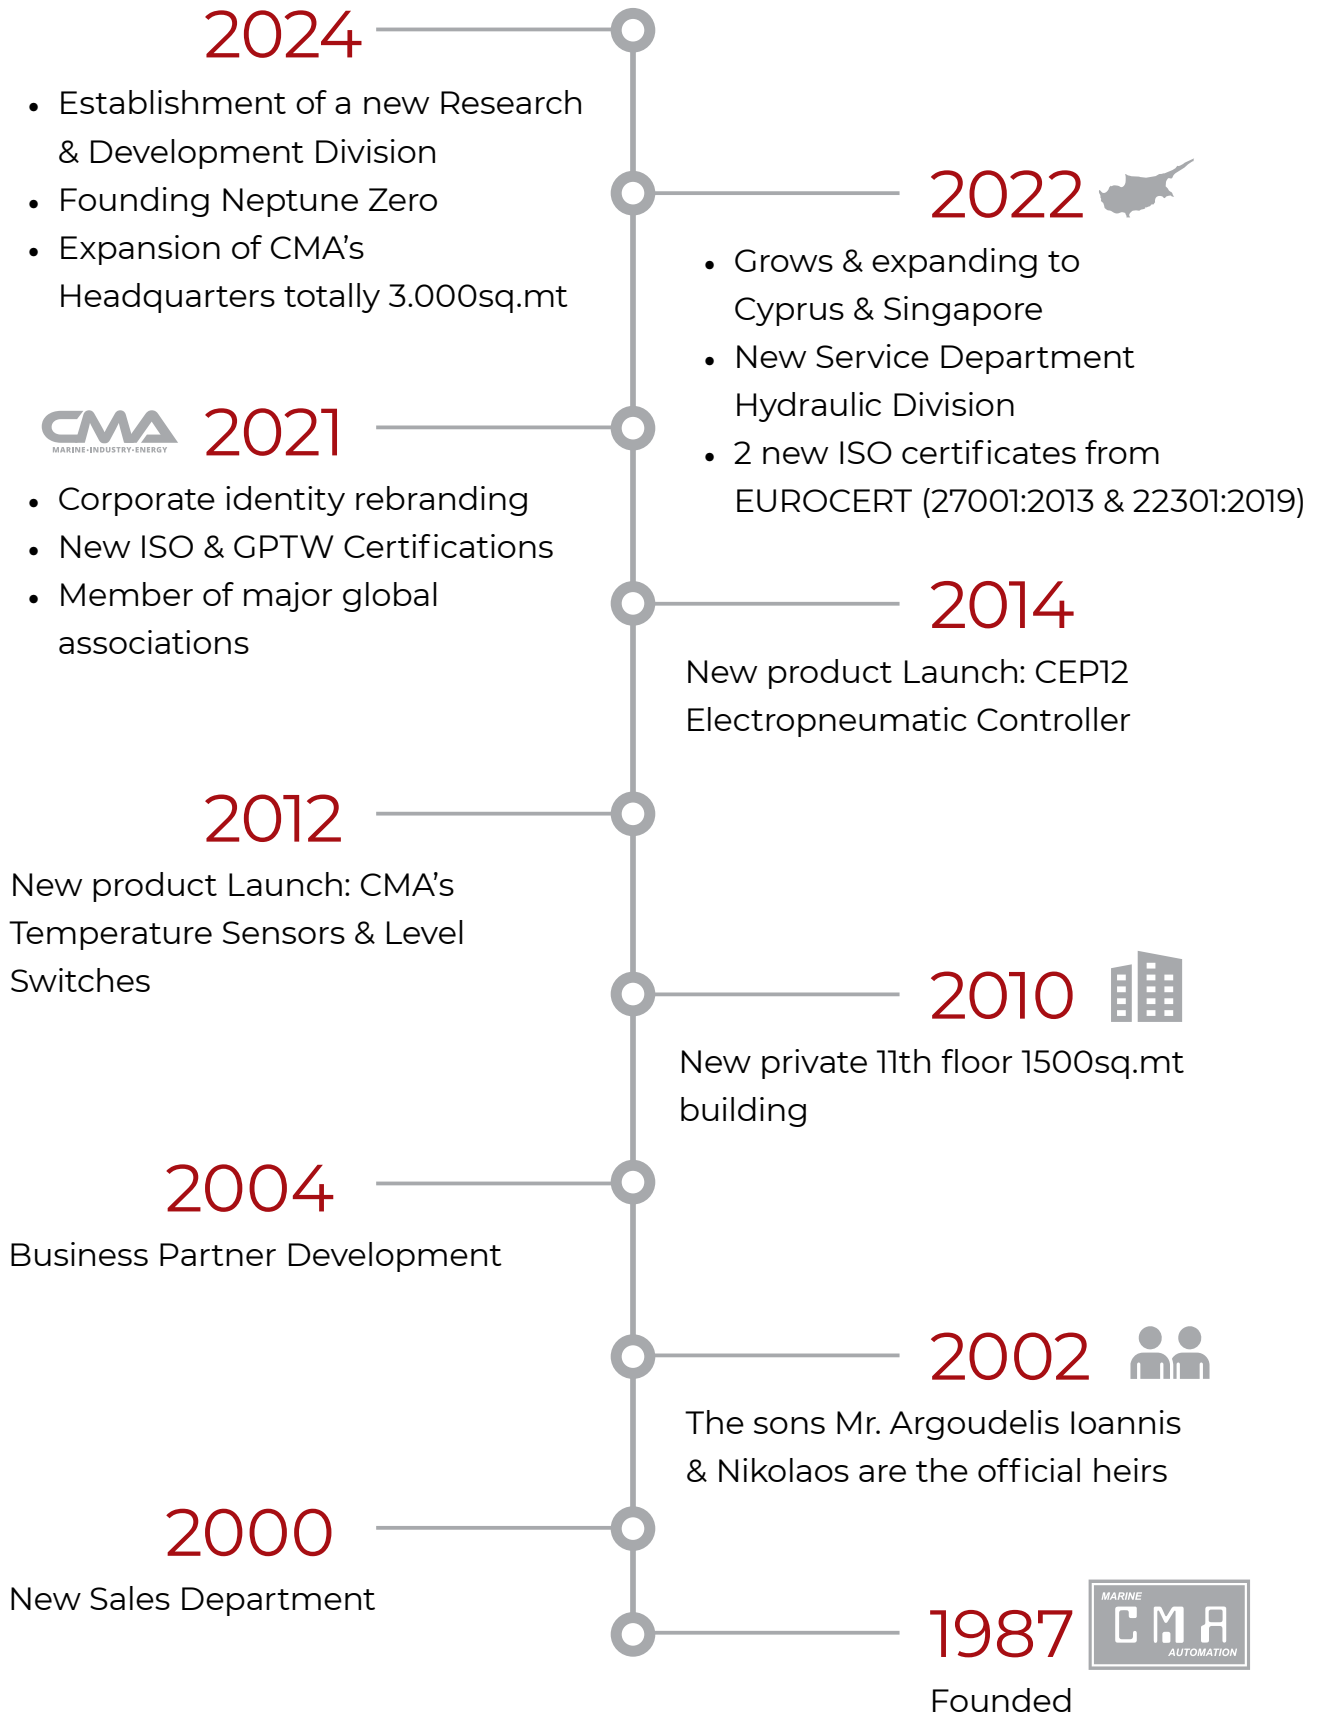 2024
• Establishment of a new Research
& Development Division
• Founding Neptune Zero
• Expansion of CMA’s
Headquarters totally 3.000sq.mt
2022
• Grows & expanding to
Cyprus & Singapore
• New Service Department
Hydraulic Division
• 2 new ISO certificates from
EUROCERT (27001:2013 & 22301:2019)
CMA
MARINE•INDUSTRY•ENERGY
2021
• Corporate identity rebranding
• New ISO & GPTW Certifications
• Member of major global
associations
2014
New product Launch: CEP12
Electropneumatic Controller
2012
New product Launch: CMA’s
Temperature Sensors & Level
Switches
2010
New private 11th floor 1500sq.mt
building
2004
Business Partner Development
2002
The sons Mr. Argoudelis Ioannis
& Nikolaos are the official heirs
2000
New Sales Department
1987
MARINE
CMA
AUTOMATION
Founded